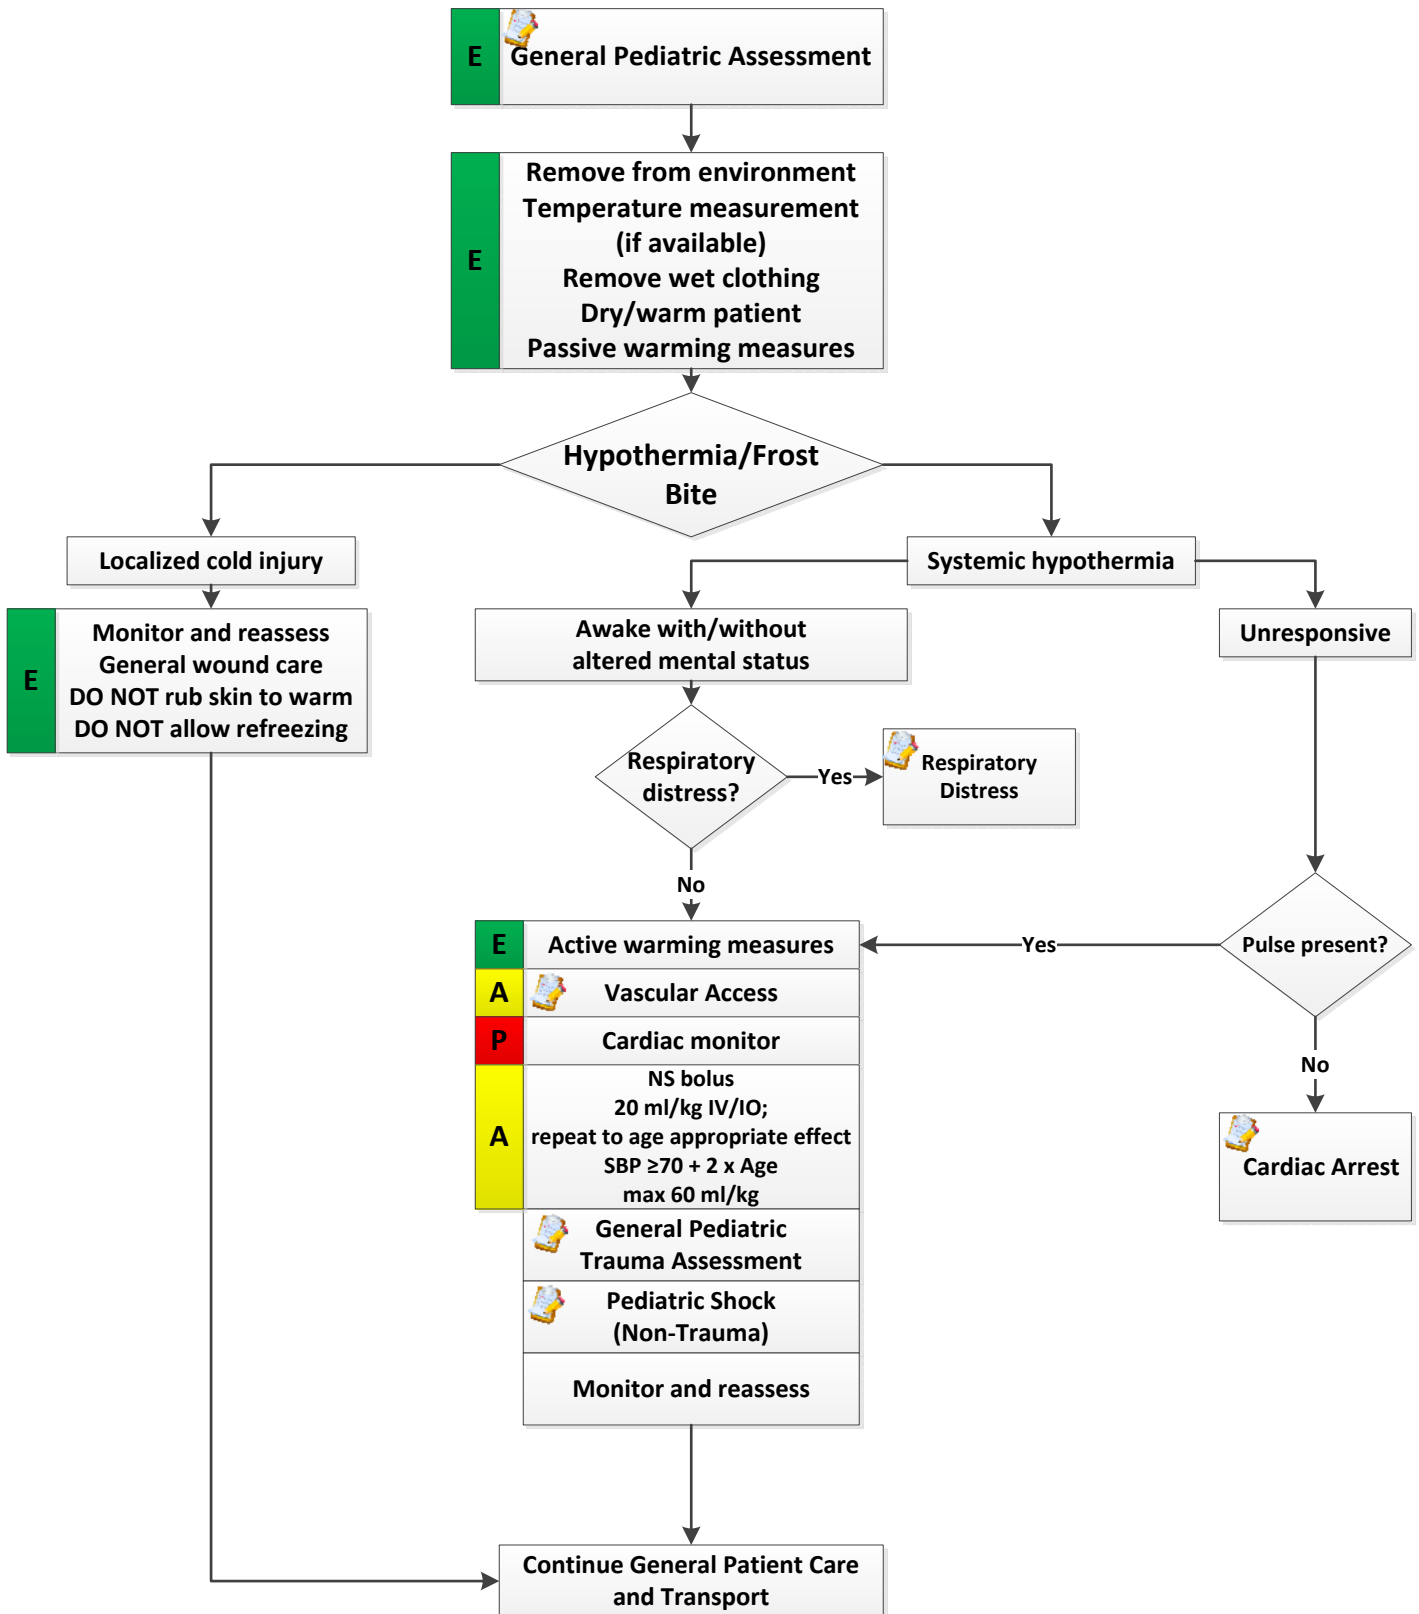 E
General Pediatric Assessment
E
Remove from environment
Temperature measurement
(if available)
Remove wet clothing
Dry/warm patient
Passive warming measures
Hypothermia/Frost
Bite
Localized cold injury
Systemic hypothermia
E
Monitor and reassess
General wound care
DO NOT rub skin to warm
DO NOT allow refreezing
Awake with/without
altered mental status
Unresponsive
Respiratory
distress?
Yes
Respiratory
Distress
No
E
Active warming measures
Yes
Pulse present?
A
Vascular Access
P
Cardiac monitor
No
A
NS bolus
20 ml/kg IV/IO;
repeat to age appropriate effect
SBP ≥70 + 2 x Age
max 60 ml/kg
Cardiac Arrest
General Pediatric
Trauma Assessment
Pediatric Shock
(Non-Trauma)
Monitor and reassess
Continue General Patient Care
and Transport